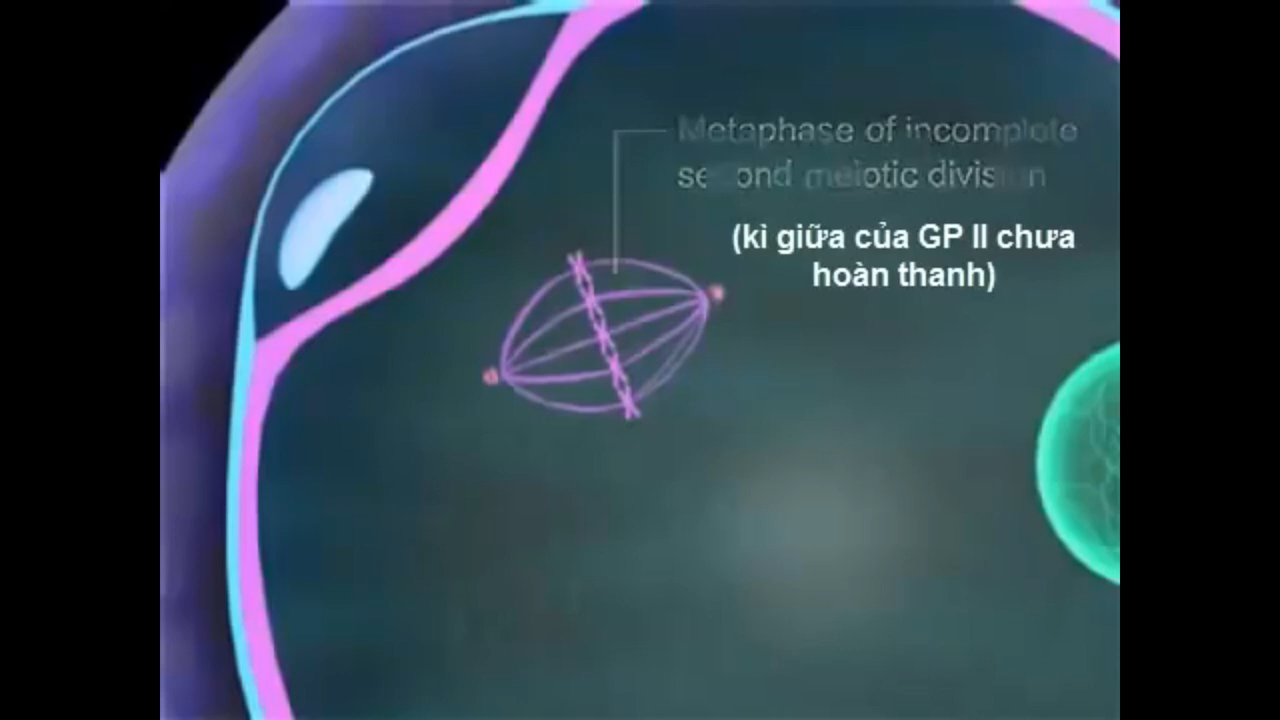 Metaphase of incomplete
second meiotic division
(kì giữa của GP II chưa
hoàn thanh)